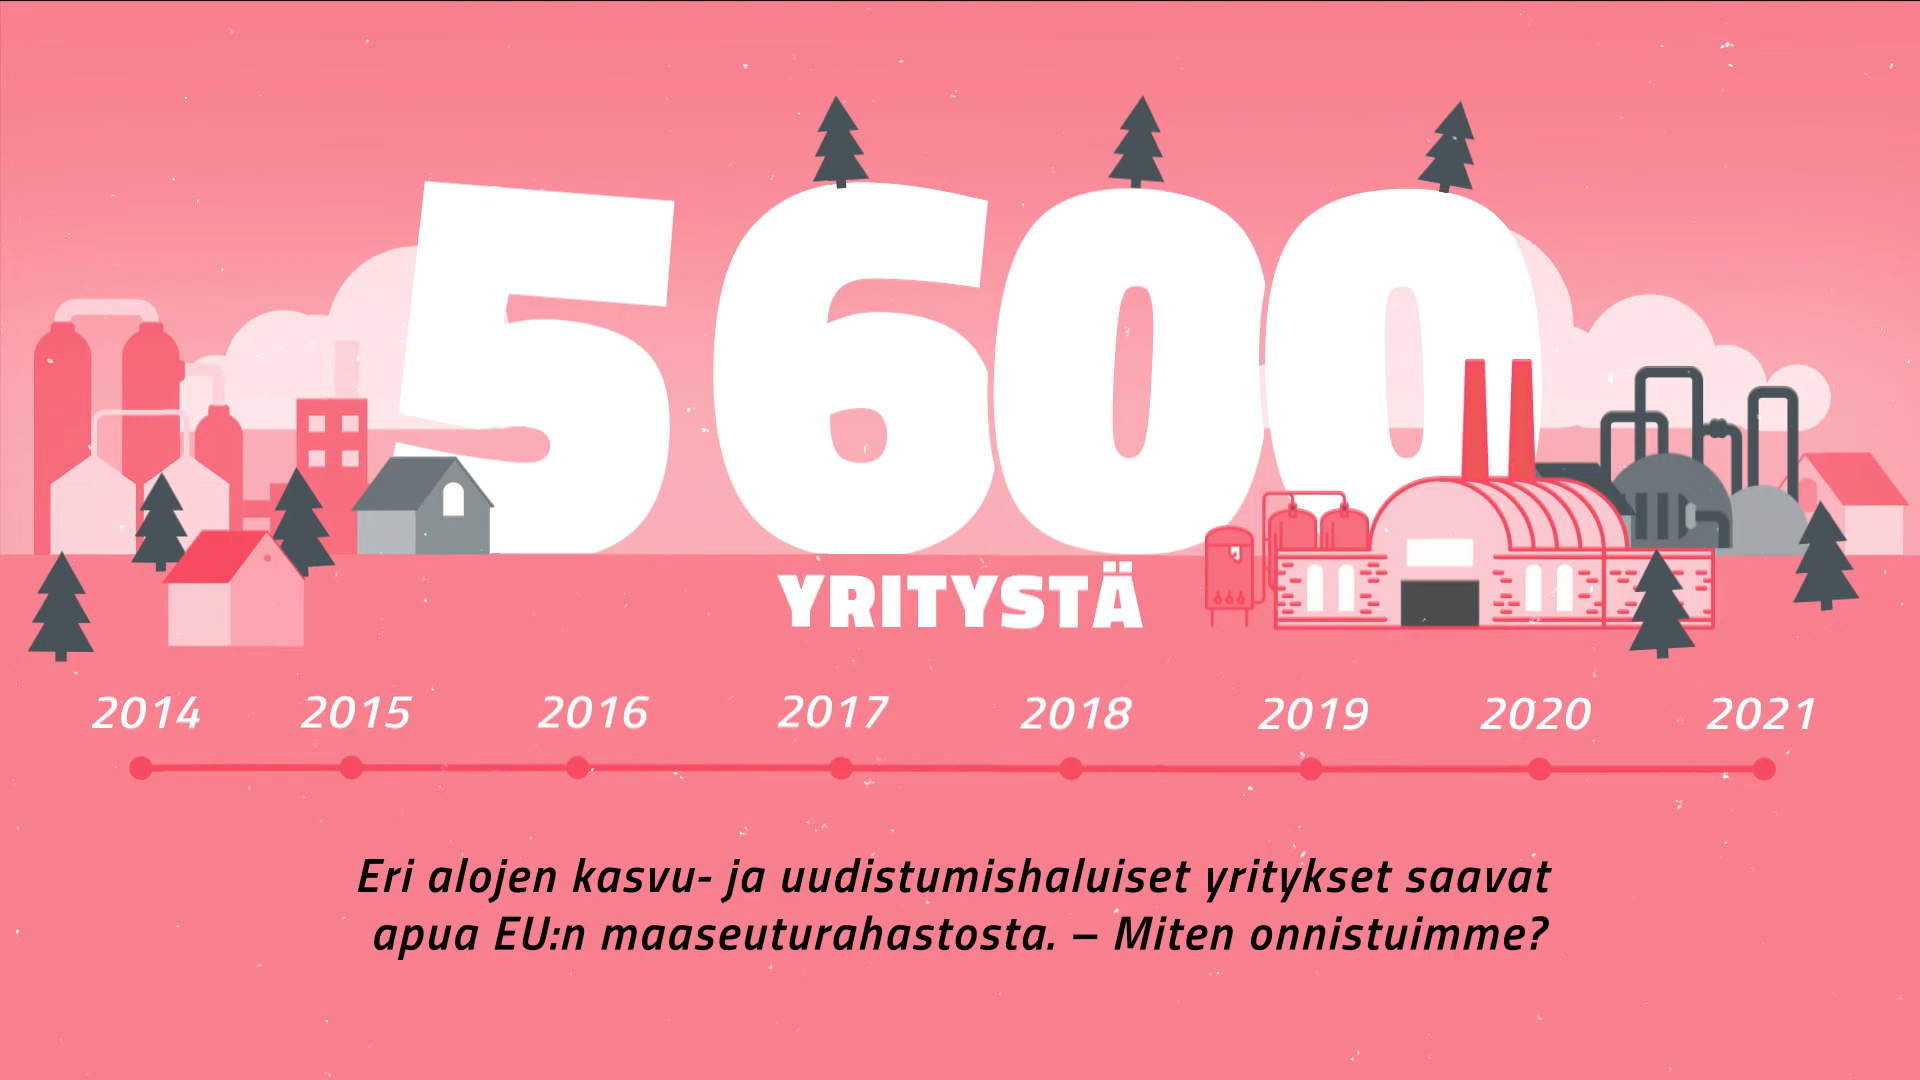 5600
YRITYSTÄ
2014 2015 2016 2017 2018 2019 2020 2021
Eri alojen kasvu- ja uudistumishaluiset yritykset saavat
apua EU:n maaseuturahastosta. – Miten onnistuimme?